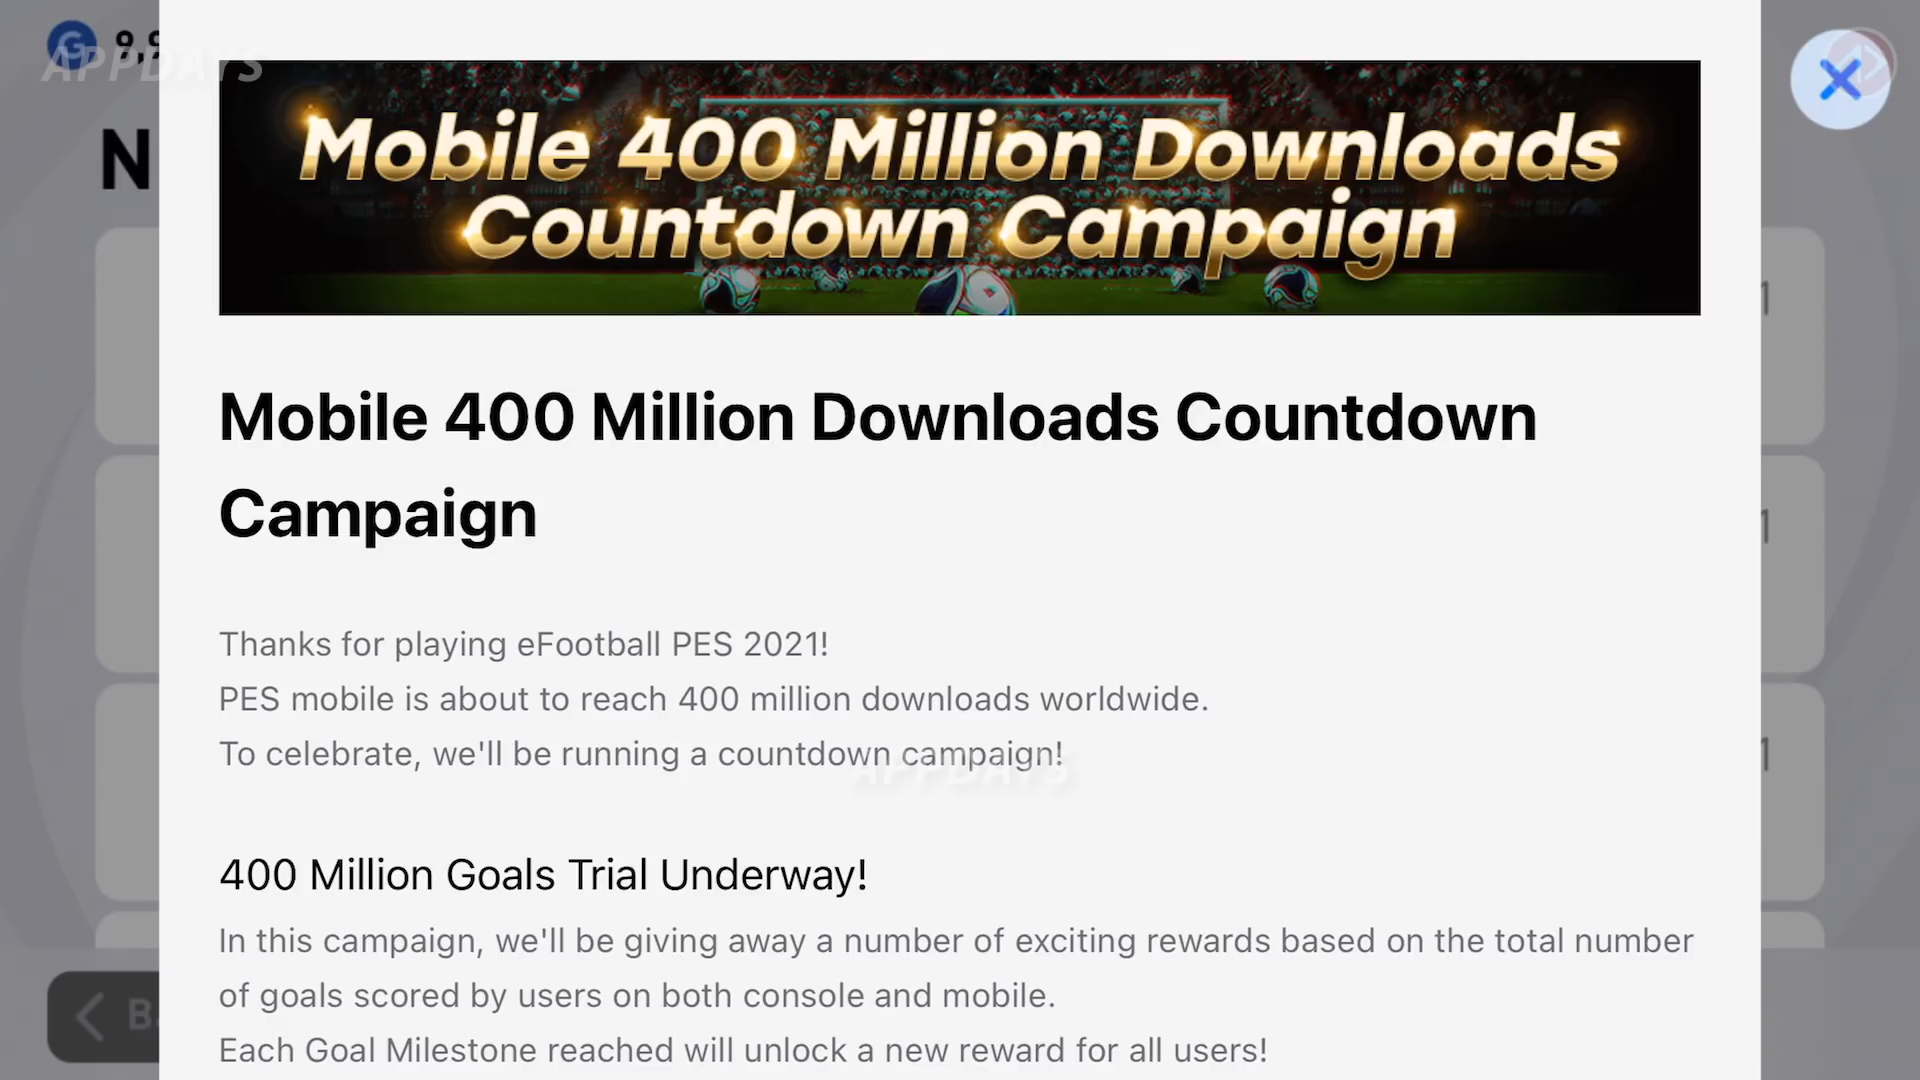 APPDAYS
N
Mobile 400 Million Downloads
Countdown Campaign
Mobile 400 Million Downloads Countdown
Campaign
Thanks for playing eFootball PES 2021!
PES mobile is about to reach 400 million downloads worldwide.
To celebrate, we'll be running a countdown campaign!
APPDAYS
400 Million Goals Trial Underway!
In this campaign, we'll be giving away a number of exciting rewards based on the total number
of goals scored by users on both console and mobile.
Each Goal Milestone reached will unlock a new reward for all users!